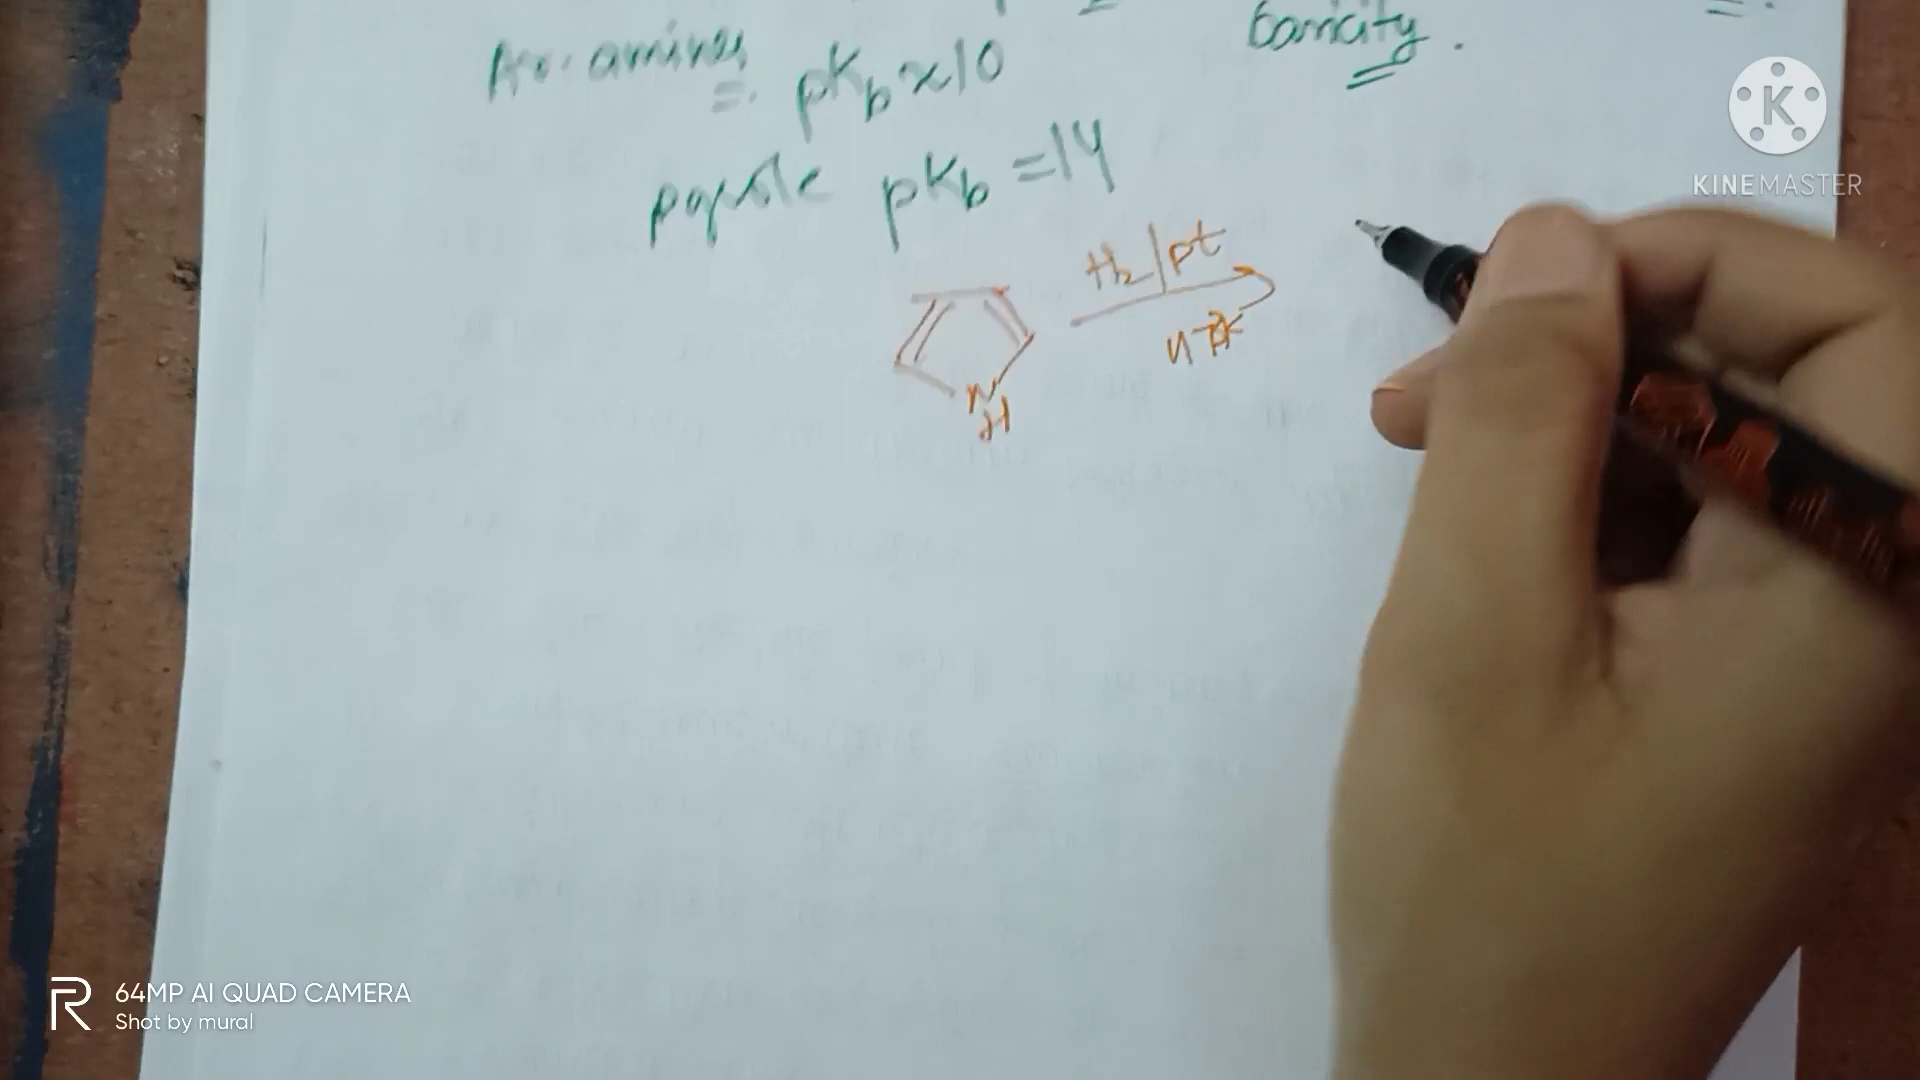 Ar. amines pKb ≈ 10
basicity.
pyrrole pKb = 14
H2/pt
N
H
KINEMASTER
64MP AI QUAD CAMERA
Shot by mural